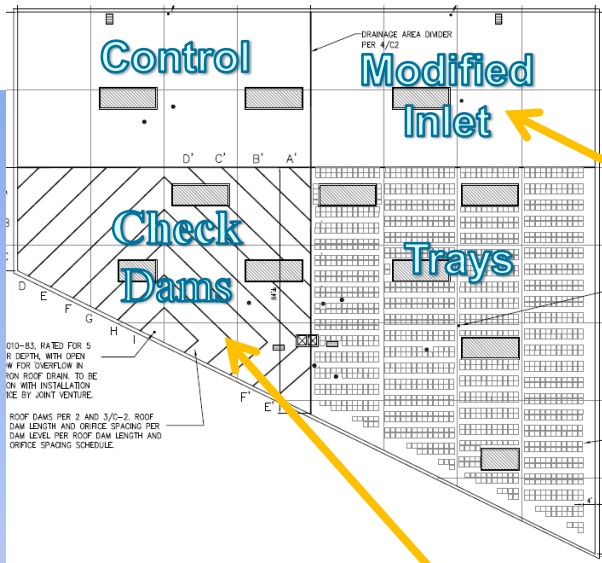 Control
DRAINAGE AREA DIVIDER
PER 4/C2
Modified
Inlet
D' C' B' A'
Check
Dams
Trays
B
C
D E F G H I
F' E'
010-83, RATED FOR 5
R DEPTH, WITH OPEN
W FOR OVERFLOW IN
RON ROOF DRAIN. TO BE
ON WITH INSTALLATION
ICE BY JOINT VENTURE.
ROOF DAMS PER 2 AND 3/C-2. ROOF
DAM LENGTH AND ORIFICE SPACING PER
DAM LEVEL PER ROOF DAM LENGTH AND
ORIFICE SPACING SCHEDULE.
4'